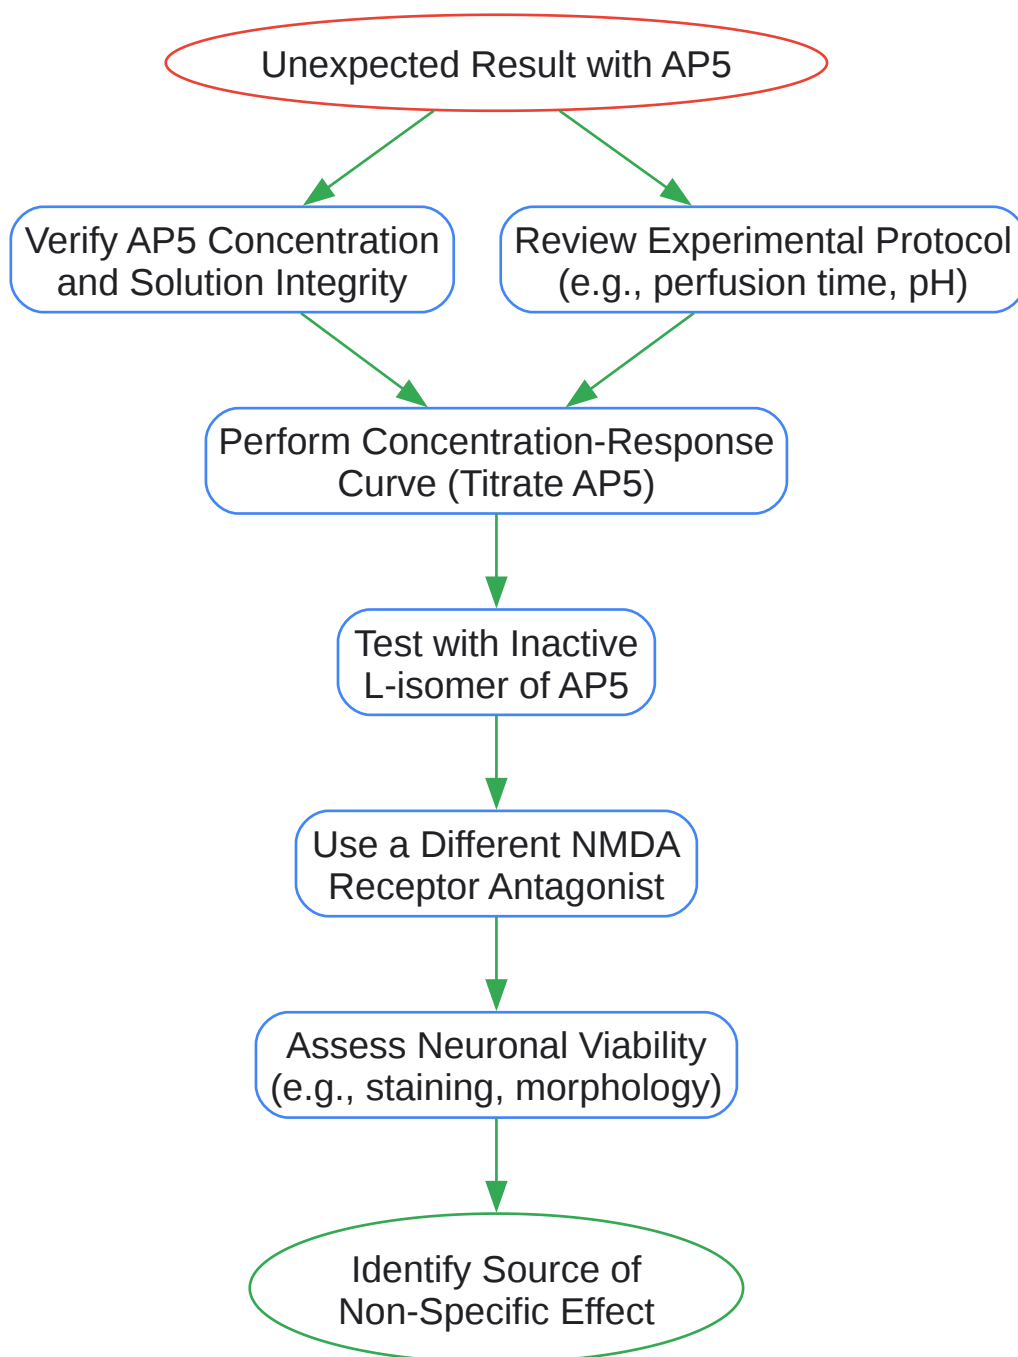 Unexpected Result with AP5
Verify AP5 Concentration
and Solution Integrity
Review Experimental Protocol
(e.g., perfusion time, pH)
Perform Concentration-Response
Curve (Titrate AP5)
Test with Inactive
L-isomer of AP5
Use a Different NMDA
Receptor Antagonist
Assess Neuronal Viability
(e.g., staining, morphology)
Identify Source of
Non-Specific Effect